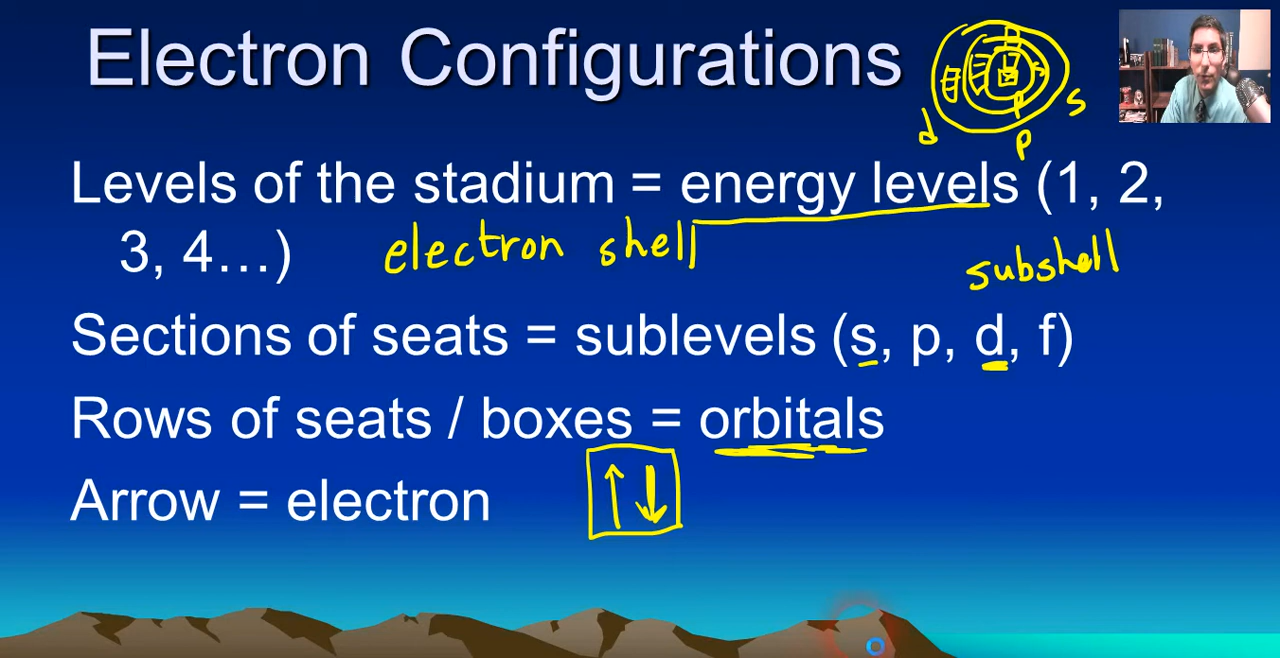 Electron Configurations
d
p
s
Levels of the stadium = energy levels (1, 2,
3, 4…)
electron shell
subshell
Sections of seats = sublevels (s, p, d, f)
Rows of seats / boxes = orbitals
Arrow = electron
↑ ↓